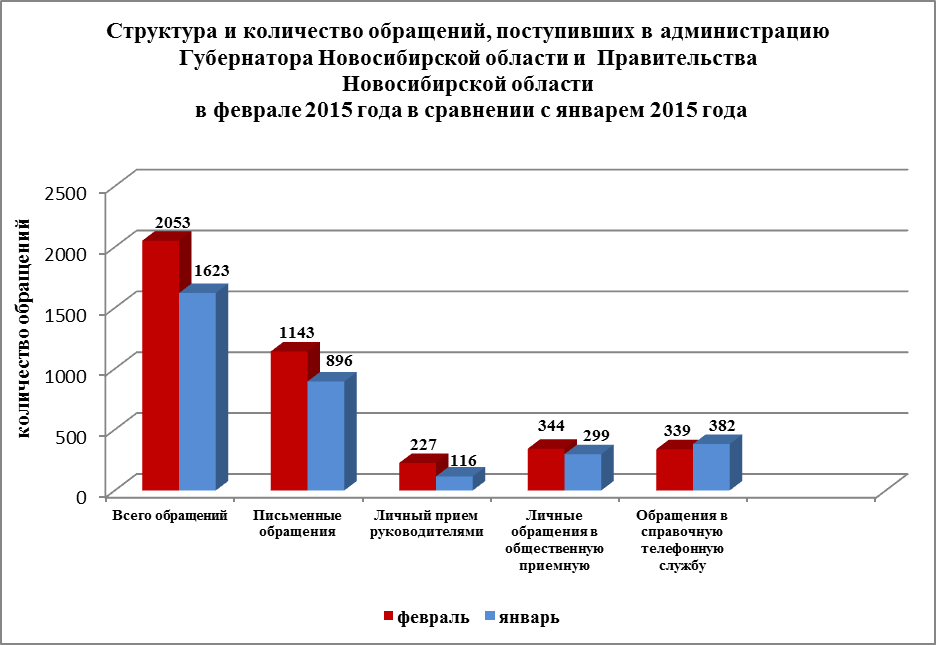 Структура и количество обращений, поступивших в администрацию
Губернатора Новосибирской области и Правительства
Новосибирской области
в феврале 2015 года в сравнении с январем 2015 года
количество обращений
2500
2000
1500
1000
500
0
2053
1623
1143
896
227
116
344
299
339
382
Всего обращений
Письменные
обращения
Личный прием
руководителями
Личные
обращения в
общественную
приемную
Обращения в
справочную
телефонную
службу
февраль
январь